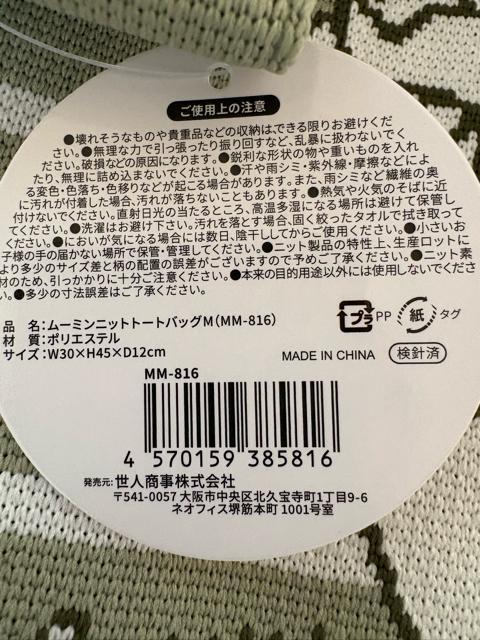 ご使用上の注意
●壊れそうなものや貴重品などの収納はできる限りお避けくだ
さい。●無理な力で引っ張ったり振り回すなど、乱暴に扱わないでく
ださい。破損などの原因になります。●鋭利な形状の物や重いものを入れ
たり、無理に詰め込まないでください。●汗や雨シミ・紫外線・摩擦などによ
る変色・色落ち・色移りなどが起こる場合があります。また、雨シミなど繊維の奥
に汚れが付着した場合、汚れが落ちないこともあります。●熱気や火気のそばに近
付けないでください。直射日光の当たるところ、高温多湿になる場所は避けて保管し
てください。●洗濯はお避け下さい。汚れを落とす場合、固く絞ったタオルで拭き取って
ください。●においが気になる場合には数日、陰干ししてからご使用ください。●小さいお
子様の手の届かない場所で保管・管理してください。●ニット製品の特性上、生産ロットに
より多少のサイズ差と柄の配置の誤差がございますので予めご了承ください。●ニット素
材のため、引っかかりに十分ご注意ください。●本来の目的用途以外には使用しないでくださ
い。●多少の寸法誤差はご了承ください。
品 名:ムーミンニットトートバッグM(MM-816)
材 質:ポリエステル
サイズ:W30×H45×D12cm
プラ PP 紙 タグ
MADE IN CHINA 検針済
MM-816
4 570159 385816
発売元: 世人商事株式会社
〒541-0057 大阪市中央区北久宝寺町1丁目9-6
ネオフィス堺筋本町 1001号室